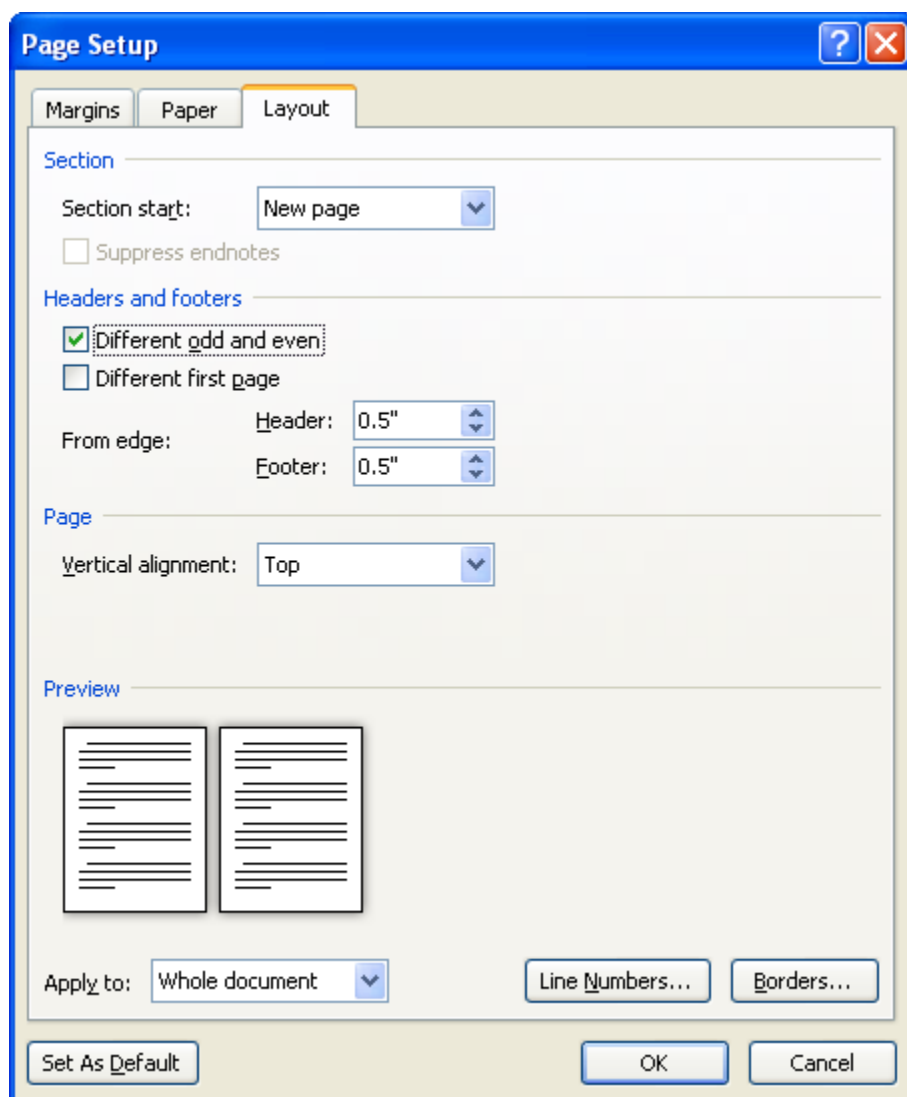 Page Setup
Margins Paper Layout
Section
Section start: New page
Suppress endnotes
Headers and footers
Different odd and even
Different first page
From edge:
Header: 0.5"
Footer: 0.5"
Page
Vertical alignment: Top
Preview
Apply to: Whole document Line Numbers... Borders...
Set As Default OK Cancel